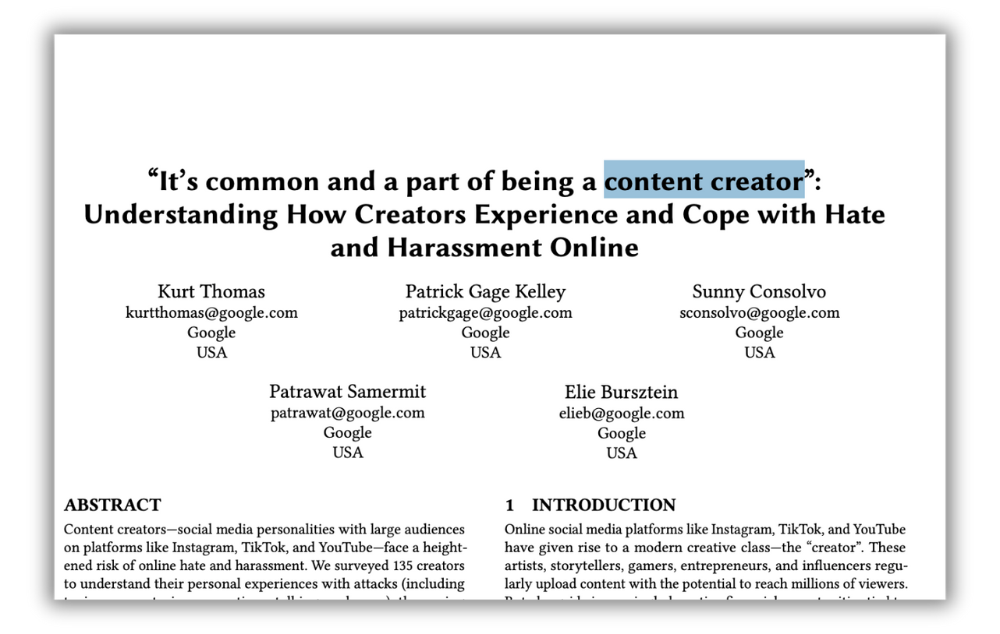 “It’s common and a part of being a content creator”:
Understanding How Creators Experience and Cope with Hate
and Harassment Online
Kurt Thomas
kurtthomas@google.com
Google
USA
Patrick Gage Kelley
patrickgage@google.com
Google
USA
Sunny Consolvo
sconsolvo@google.com
Google
USA
Patrawat Samermit
patrawat@google.com
Google
USA
Elie Bursztein
elieb@google.com
Google
USA
ABSTRACT
Content creators—social media personalities with large audiences
on platforms like Instagram, TikTok, and YouTube—face a height-
ened risk of online hate and harassment. We surveyed 135 creators
to understand their personal experiences with attacks (including
1 INTRODUCTION
Online social media platforms like Instagram, TikTok, and YouTube
have given rise to a modern creative class—the “creator”. These
artists, storytellers, gamers, entrepreneurs, and influencers regu-
larly upload content with the potential to reach millions of viewers.